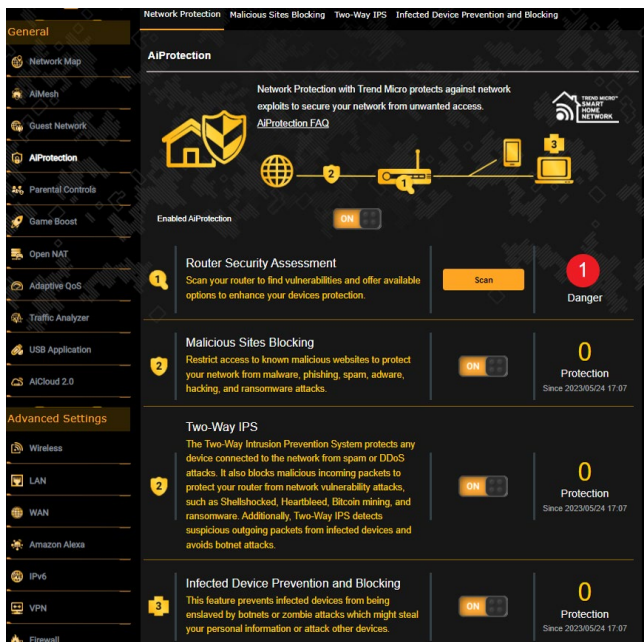 Network Protection Malicious Sites Blocking Two-Way IPS Infected Device Prevention and Blocking
General
Network Map
AiMesh
Guest Network
AiProtection
Parental Controls
Game Boost
Open NAT
Adaptive QoS
Traffic Analyzer
USB Application
AiCloud 2.0
Advanced Settings
Wireless
LAN
WAN
Amazon Alexa
IPv6
VPN
Firewall
AiProtection
Network Protection with Trend Micro protects against network
exploits to secure your network from unwanted access.
AiProtection FAQ
TREND MICRO™
SMART
HOME
NETWORK
3
2
1
Enabled AiProtection
ON
1
Router Security Assessment
Scan your router to find vulnerabilities and offer available
options to enhance your devices protection.
Scan
1
Danger
2
Malicious Sites Blocking
Restrict access to known malicious websites to protect
your network from malware, phishing, spam, adware,
hacking, and ransomware attacks.
ON
0
Protection
Since 2023/05/24 17:07
2
Two-Way IPS
The Two-Way Intrusion Prevention System protects any
device connected to the network from spam or DDoS
attacks. It also blocks malicious incoming packets to
protect your router from network vulnerability attacks,
such as Shellshocked, Heartbleed, Bitcoin mining, and
ransomware. Additionally, Two-Way IPS detects
suspicious outgoing packets from infected devices and
avoids botnet attacks.
ON
0
Protection
Since 2023/05/24 17:07
3
Infected Device Prevention and Blocking
This feature prevents infected devices from being
enslaved by botnets or zombie attacks which might steal
your personal information or attack other devices.
ON
0
Protection
Since 2023/05/24 17:07